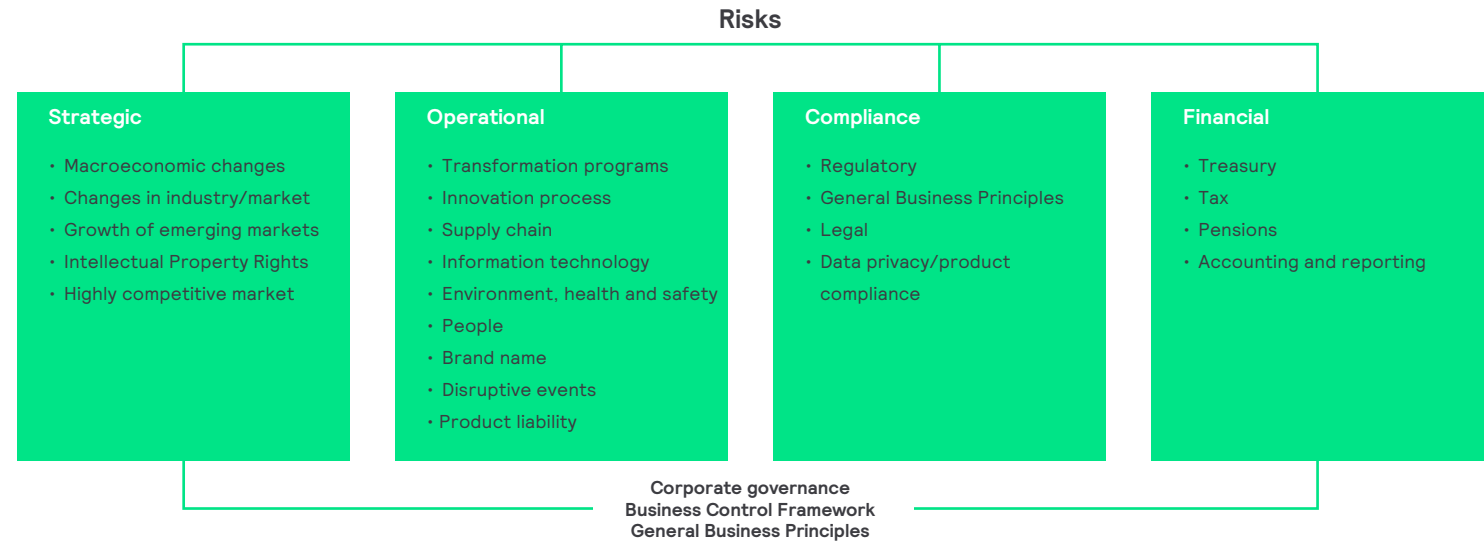 Risks
Strategic
• Macroeconomic changes
• Changes in industry/market
• Growth of emerging markets
• Intellectual Property Rights
• Highly competitive market
Operational
• Transformation programs
• Innovation process
• Supply chain
• Information technology
• Environment, health and safety
• People
• Brand name
• Disruptive events
• Product liability
Compliance
• Regulatory
• General Business Principles
• Legal
• Data privacy/product
compliance
Financial
• Treasury
• Tax
• Pensions
• Accounting and reporting
Corporate governance
Business Control Framework
General Business Principles